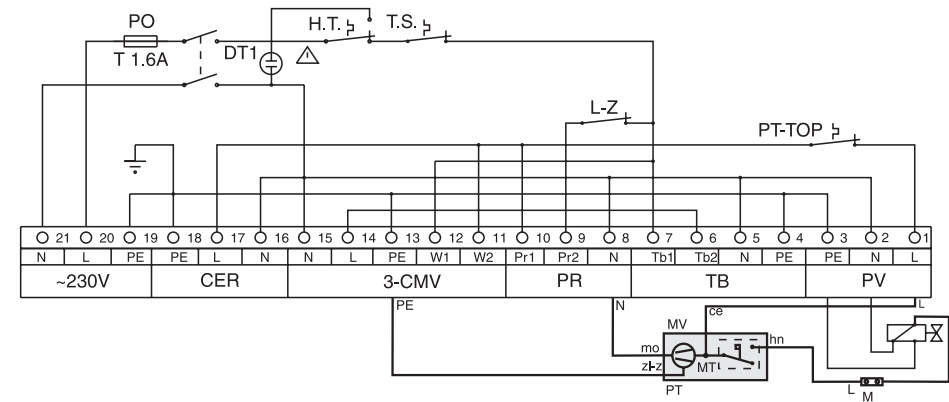 PO
H.T.
T.S.
T 1.6A
DT1
L-Z
PT-TOP
21 20 19 18 17 16 15 14 13 12 11 10 9 8 7 6 5 4 3 2 1
N L PE PE L N N L PE W1 W2 Pr1 Pr2 N Tb1 Tb2 N PE PE N L
~230V CER 3-CMV PR TB PV
PE N ce L
MV
mo hn
zl-z MT
PT L M